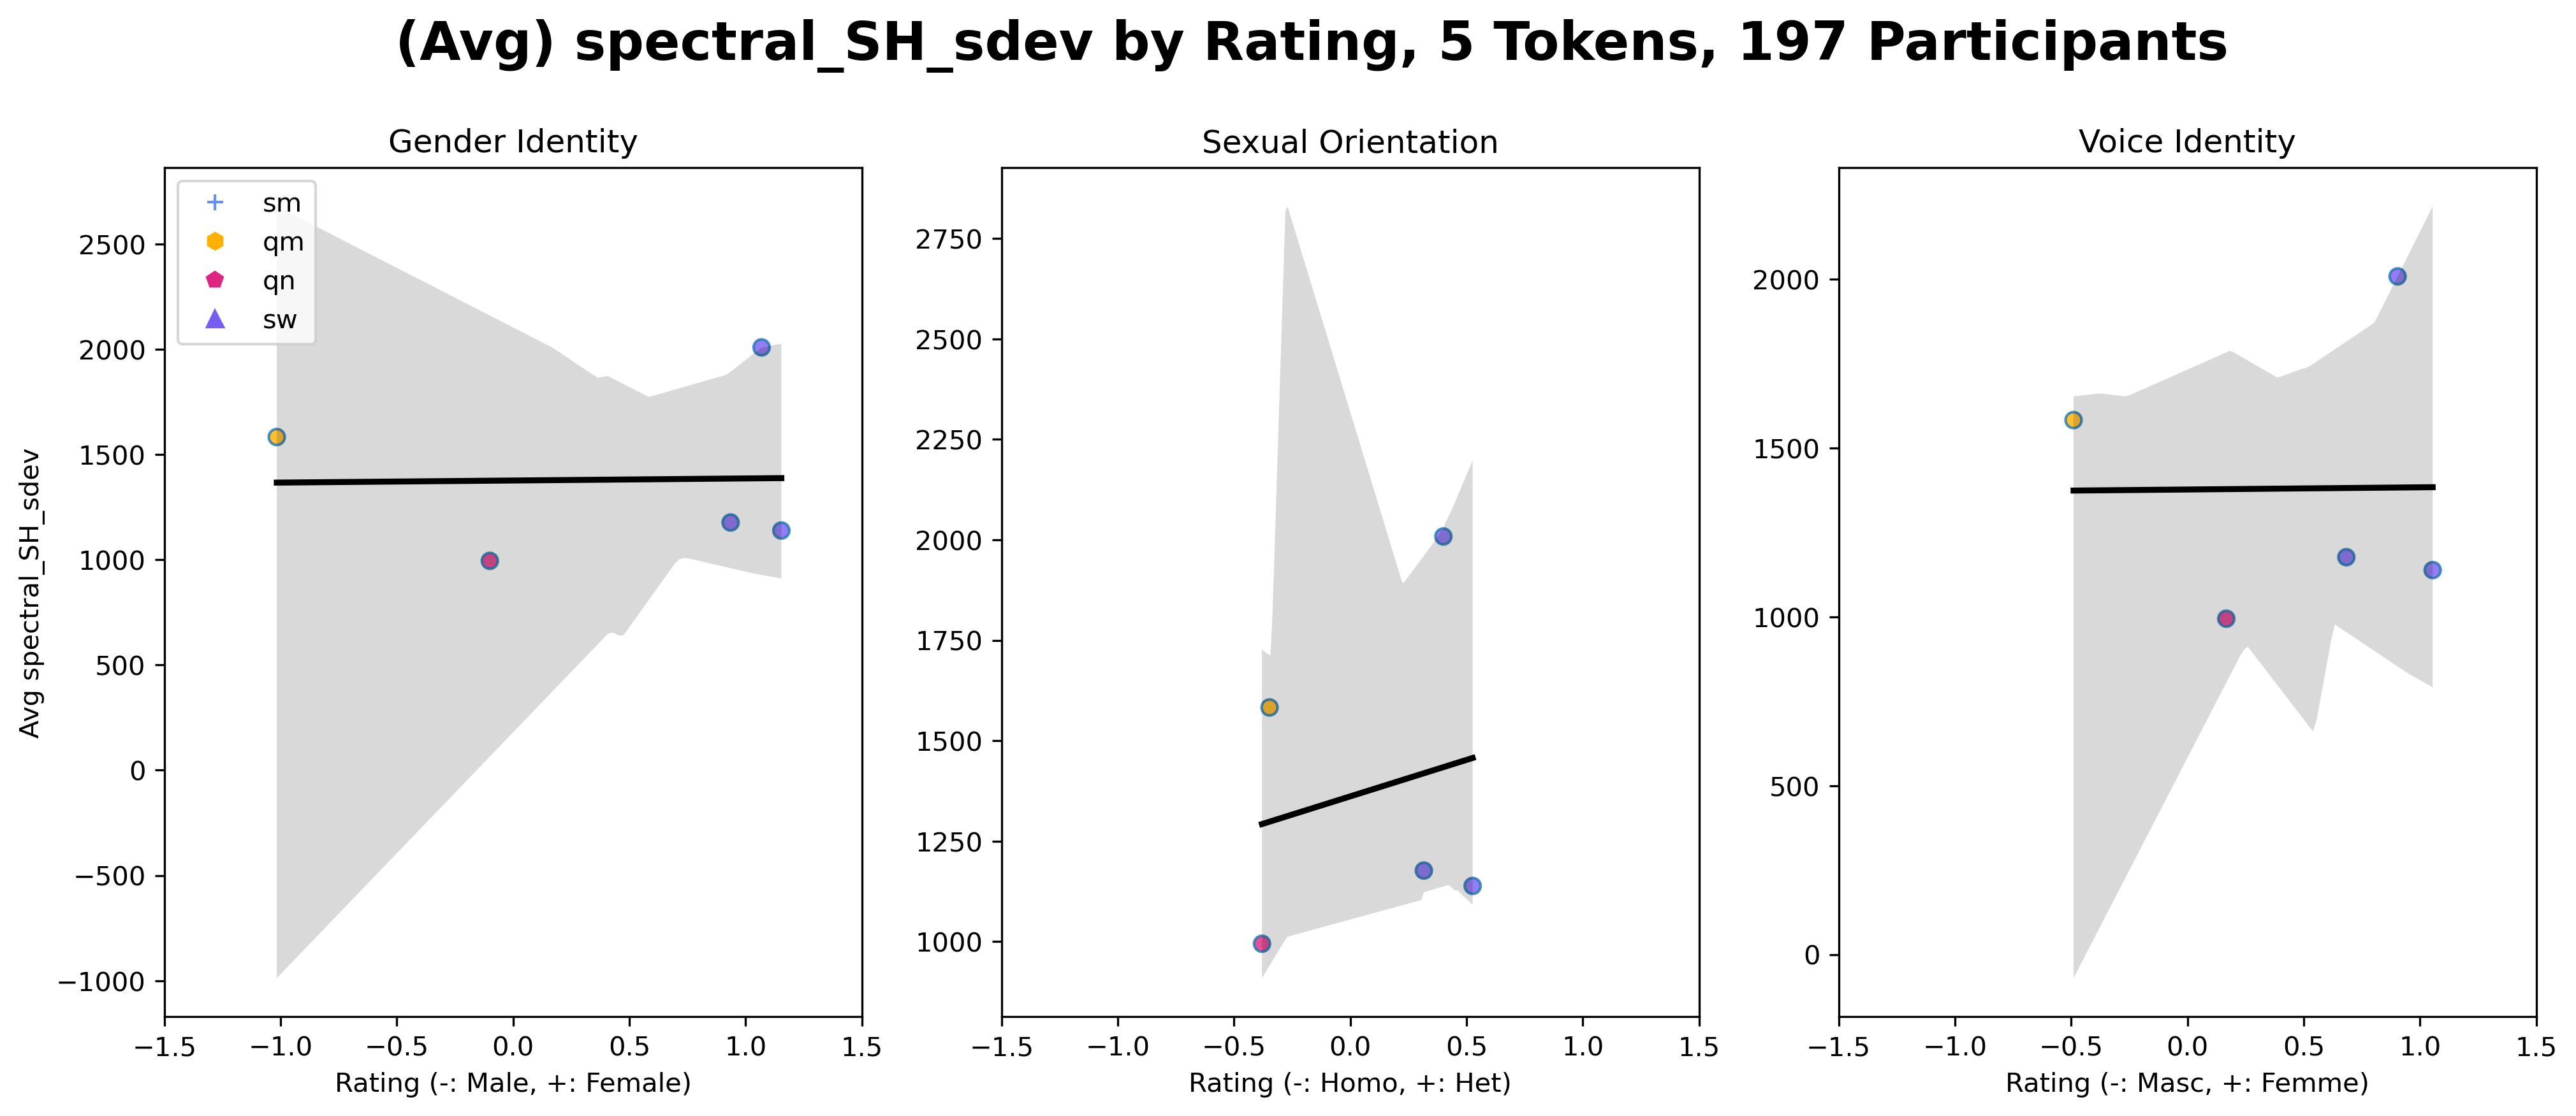 (Avg) spectral_SH_sdev by Rating, 5 Tokens, 197 Participants
Gender Identity
sm
qm
qn
sw
2500
2000
1500
1000
500
0
−500
−1000
Avg spectral_SH_sdev
−1.5 −1.0 −0.5 0.0 0.5 1.0 1.5
Rating (-: Male, +: Female)
Sexual Orientation
2750
2500
2250
2000
1750
1500
1250
1000
−1.5 −1.0 −0.5 0.0 0.5 1.0 1.5
Rating (-: Homo, +: Het)
Voice Identity
2000
1500
1000
500
0
−1.5 −1.0 −0.5 0.0 0.5 1.0 1.5
Rating (-: Masc, +: Femme)